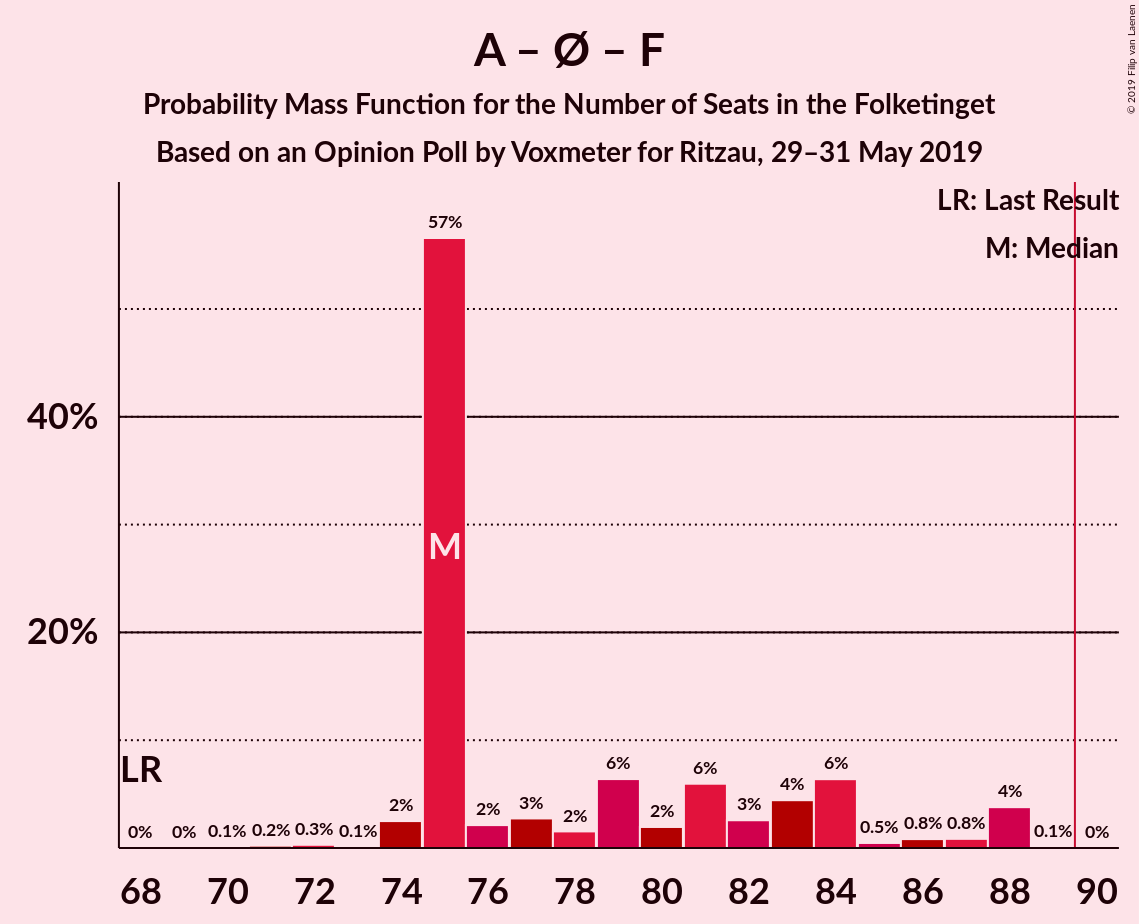 A – Ø – F
Probability Mass Function for the Number of Seats in the Folketinget
Based on an Opinion Poll by Voxmeter for Ritzau, 29–31 May 2019
© 2019 Filip van Laenen
LR: Last Result
M: Median
57%
40%
M
20%
LR
0% 0% 0.1% 0.2% 0.3% 0.1% 2% 2% 3% 2% 6% 2% 6% 3% 4% 6% 0.5% 0.8% 0.8% 4% 0.1% 0%
68 70 72 74 76 78 80 82 84 86 88 90